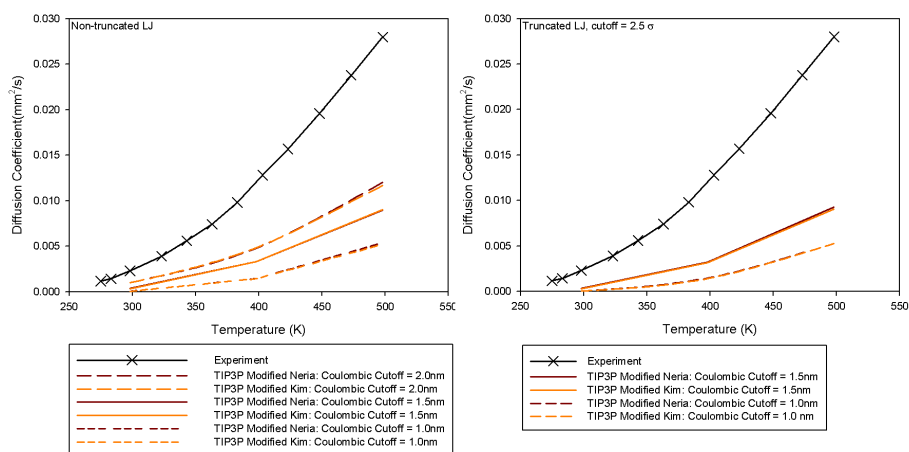 Non-truncated LJ
Diffusion Coefficient(mm²/s)
0.030
0.025
0.020
0.015
0.010
0.005
0.000
250
300
350
400
450
500
550
Temperature (K)
Experiment
TIP3P Modified Neria: Coulombic Cutoff = 2.0nm
TIP3P Modified Kim: Coulombic Cutoff = 2.0nm
TIP3P Modified Neria: Coulombic Cutoff = 1.5nm
TIP3P Modified Kim: Coulombic Cutoff = 1.5nm
TIP3P Modified Neria: Coulombic Cutoff = 1.0nm
TIP3P Modified Kim: Coulombic Cutoff = 1.0nm
Truncated LJ, cutoff = 2.5 σ
Diffusion Coefficient(mm²/s)
0.030
0.025
0.020
0.015
0.010
0.005
0.000
250
300
350
400
450
500
550
Temperature (K)
Experiment
TIP3P Modified Neria: Coulombic Cutoff = 1.5nm
TIP3P Modified Kim: Coulombic Cutoff = 1.5nm
TIP3P Modified Neria: Coulombic Cutoff = 1.0nm
TIP3P Modified Kim: Coulombic Cutoff = 1.0 nm